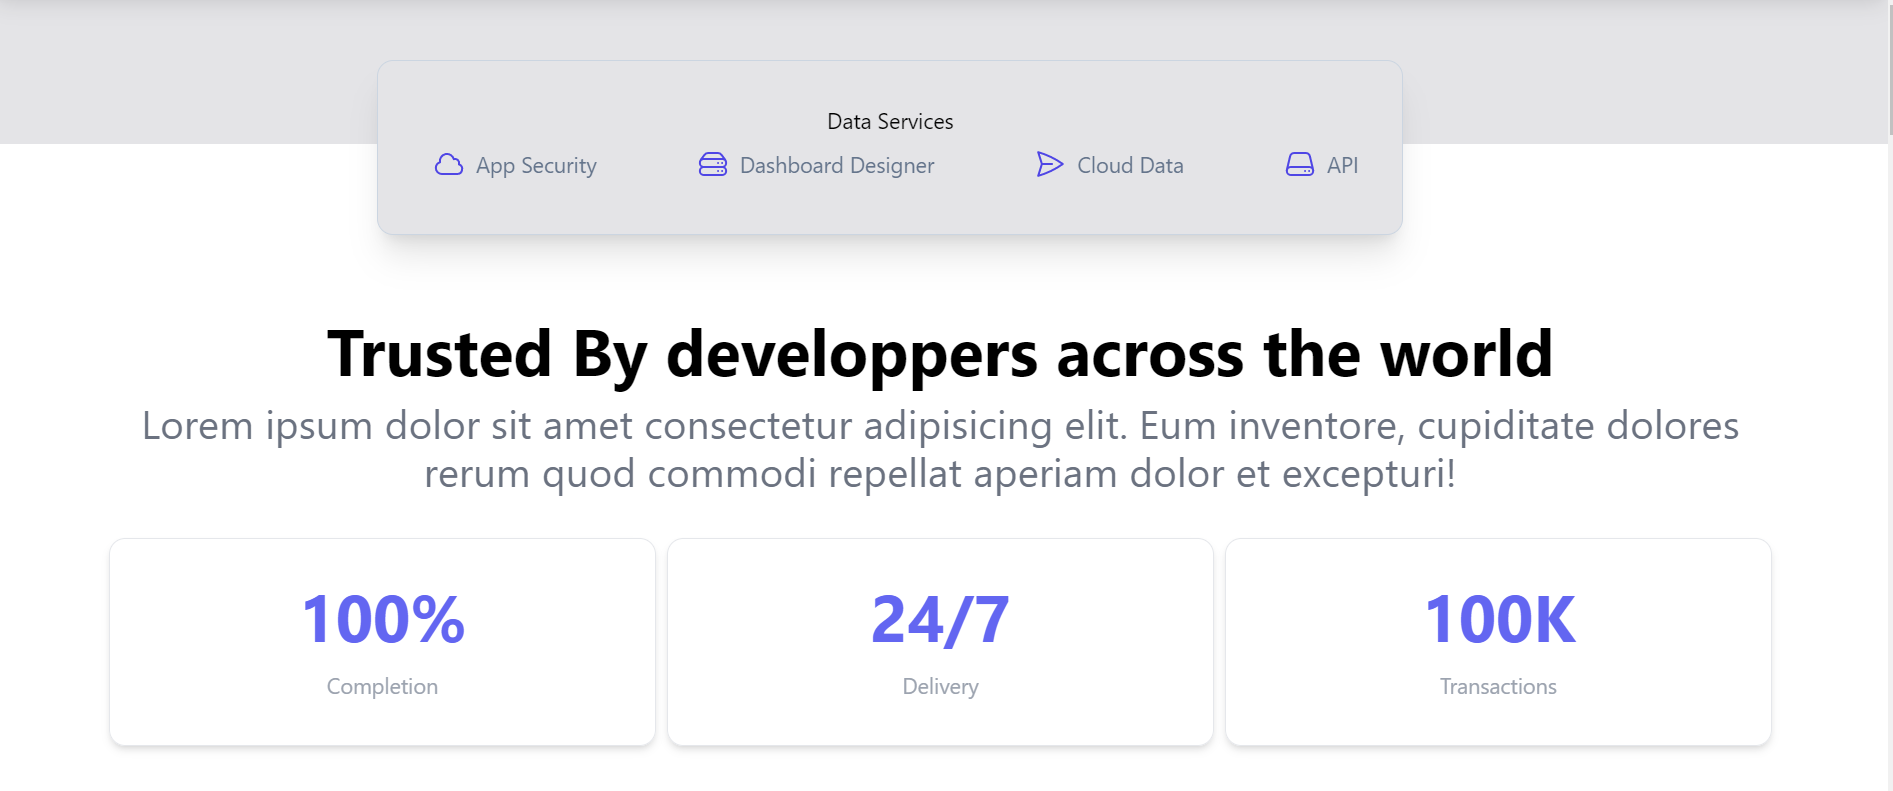 Data Services
App Security Dashboard Designer Cloud Data API
Trusted By developpers across the world
Lorem ipsum dolor sit amet consectetur adipisicing elit. Eum inventore, cupiditate dolores
rerum quod commodi repellat aperiam dolor et excepturi!
100% 24/7 100K
Completion Delivery Transactions